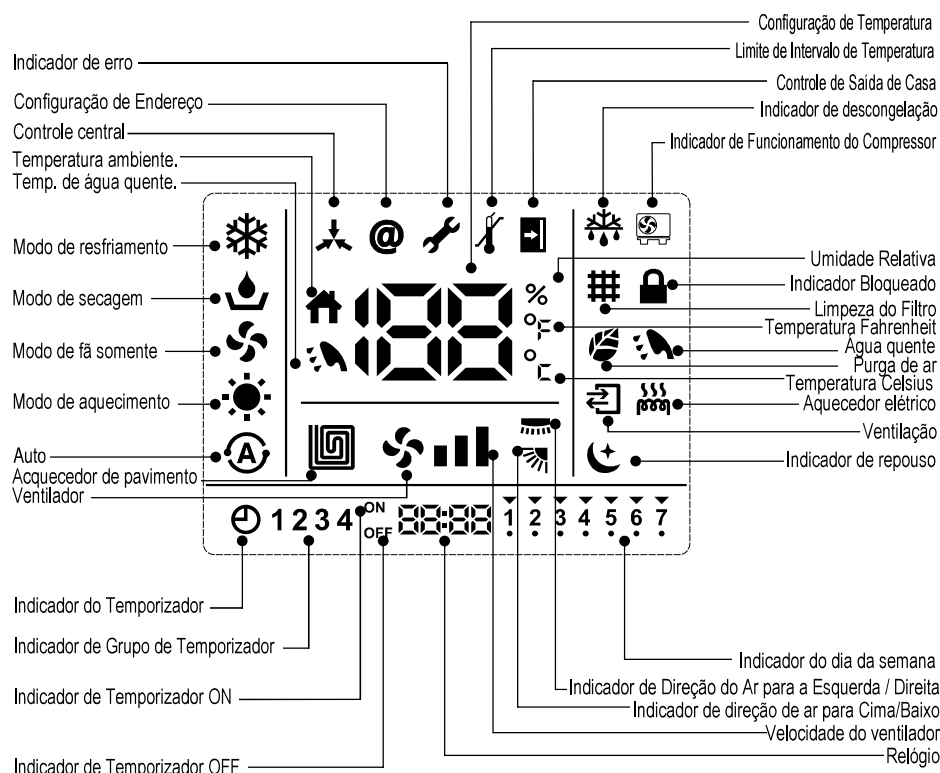 Configuração de Temperatura
Limite de Intervalo de Temperatura
Controle de Saída de Casa
Indicador de descongelação
Indicador de Funcionamento do Compressor
Indicador de erro
Configuração de Endereço
Controle central
Temperatura ambiente.
Temp. de água quente.
Modo de resfriamento
Modo de secagem
Modo de fã somente
Modo de aquecimento
Auto
Acquecedor de pavimento
Ventilador
@
188
%
°F
°C
A
Umidade Relativa
Indicador Bloqueado
Limpeza do Filtro
Temperatura Fahrenheit
Água quente
Purga de ar
Temperatura Celsius
Aquecedor elétrico
Ventilação
Indicador de repouso
1 2 3 4 ON OFF 88:88 1 2 3 4 5 6 7
Indicador do Temporizador
Indicador de Grupo de Temporizador
Indicador de Temporizador ON
Indicador de Temporizador OFF
Indicador do dia da semana
Indicador de Direção do Ar para a Esquerda / Direita
Indicador de direção de ar para Cima/Baixo
Velocidade do ventilador
Relógio